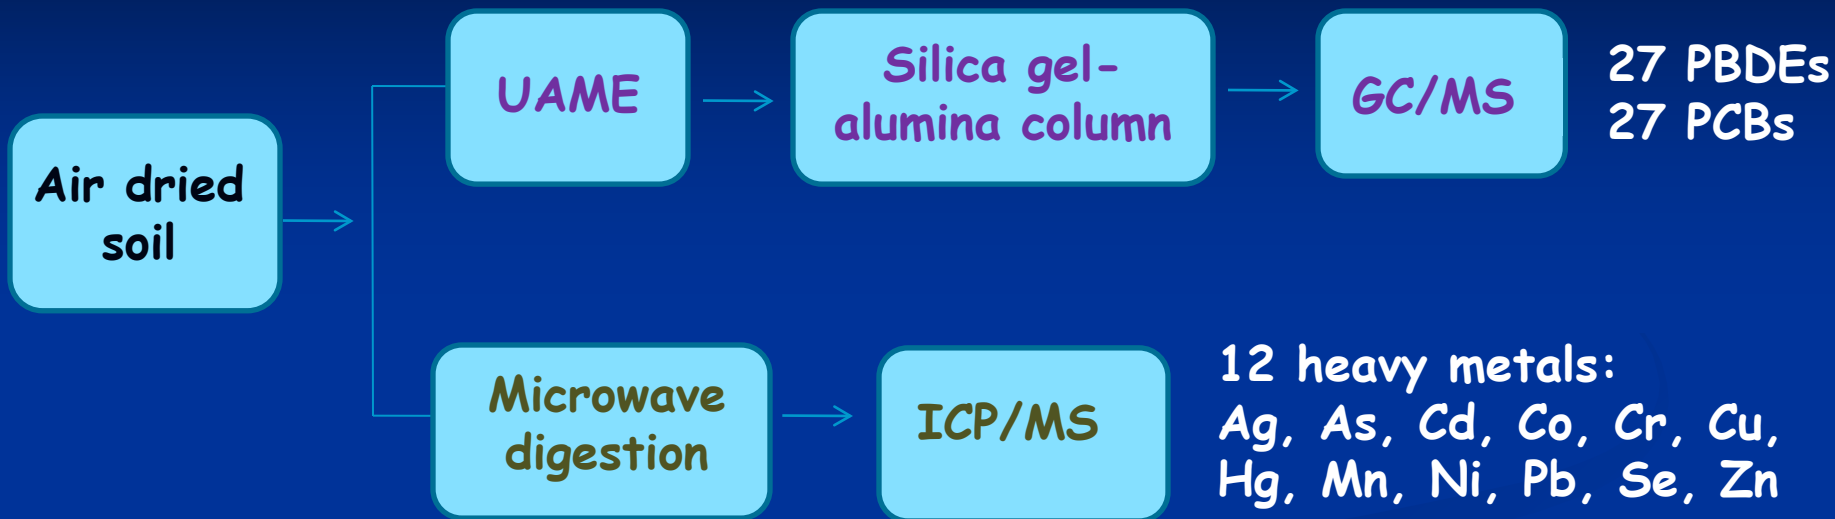 Air dried
soil
UAME
Silica gel-
alumina column
GC/MS
27 PBDEs
27 PCBs
Microwave
digestion
ICP/MS
12 heavy metals:
Ag, As, Cd, Co, Cr, Cu,
Hg, Mn, Ni, Pb, Se, Zn